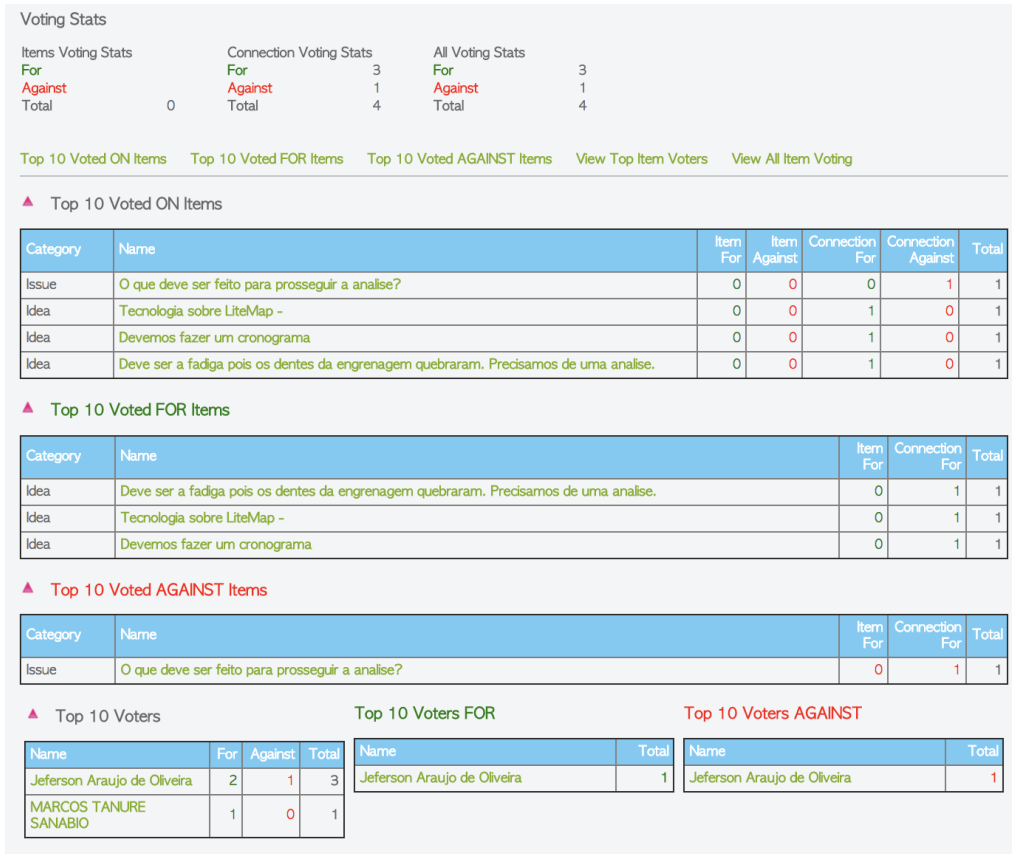 Voting Stats
Items Voting Stats Connection Voting Stats All Voting Stats
For For 3 For 3
Against Against 1 Against 1
Total 0 Total 4 Total 4
Top 10 Voted ON Items Top 10 Voted FOR Items Top 10 Voted AGAINST Items View Top Item Voters View All Item Voting
Top 10 Voted ON Items
Category Name Item For Item Against Connection For Connection Against Total
Issue O que deve ser feito para prosseguir a analise? 0 0 0 1 1
Idea Tecnologia sobre LiteMap - 0 0 1 0 1
Idea Devemos fazer um cronograma 0 0 1 0 1
Idea Deve ser a fadiga pois os dentes da engrenagem quebraram. Precisamos de uma analise. 0 0 1 0 1
Top 10 Voted FOR Items
Category Name Item For Connection For Total
Idea Deve ser a fadiga pois os dentes da engrenagem quebraram. Precisamos de uma analise. 0 1 1
Idea Tecnologia sobre LiteMap - 0 1 1
Idea Devemos fazer um cronograma 0 1 1
Top 10 Voted AGAINST Items
Category Name Item For Connection For Total
Issue O que deve ser feito para prosseguir a analise? 0 1 1
Top 10 Voters
Name For Against Total
Jeferson Araujo de Oliveira 2 1 3
MARCOS TANURE
SANABIO 1 0 1
Top 10 Voters FOR
Name Total
Jeferson Araujo de Oliveira 1
Top 10 Voters AGAINST
Name Total
Jeferson Araujo de Oliveira 1